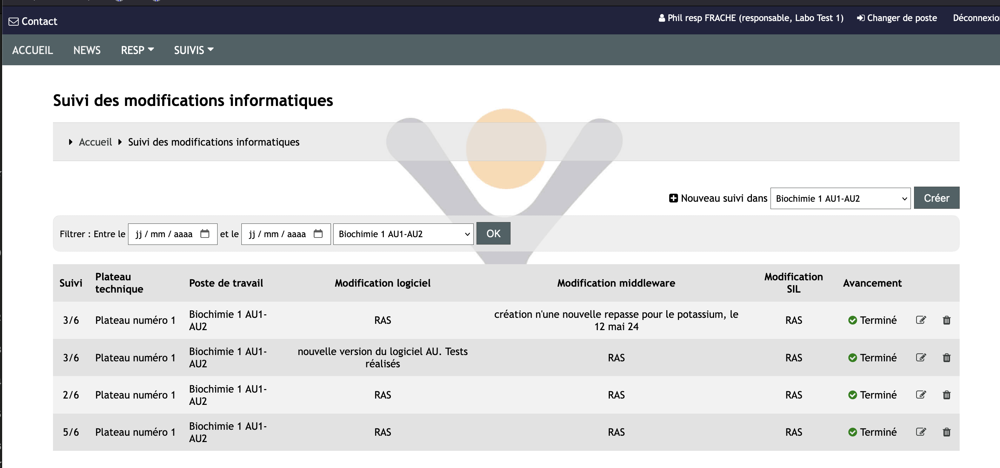 Contact
Phil resp FRACHE (responsable, Labo Test 1) Changer de poste
ACCUEIL NEWS RESP SUIVIS
Suivi des modifications informatiques
Accueil Suivi des modifications informatiques
Nouveau suivi dans Biochimie 1 AU1-AU2 Créer
Filtrer : Entre le jj / mm / aaaa et le jj / mm / aaaa Biochimie 1 AU1-AU2 OK
Suivi Plateau technique Poste de travail Modification logiciel Modification middleware Modification SIL Avancement
3/6 Plateau numéro 1 Biochimie 1 AU1-AU2 RAS création n'une nouvelle repasse pour le potassium, le 12 mai 24 RAS Terminé
3/6 Plateau numéro 1 Biochimie 1 AU1-AU2 nouvelle version du logiciel AU. Tests réalisés RAS RAS Terminé
2/6 Plateau numéro 1 Biochimie 1 AU1-AU2 RAS RAS RAS Terminé
5/6 Plateau numéro 1 Biochimie 1 AU1-AU2 RAS RAS RAS Terminé